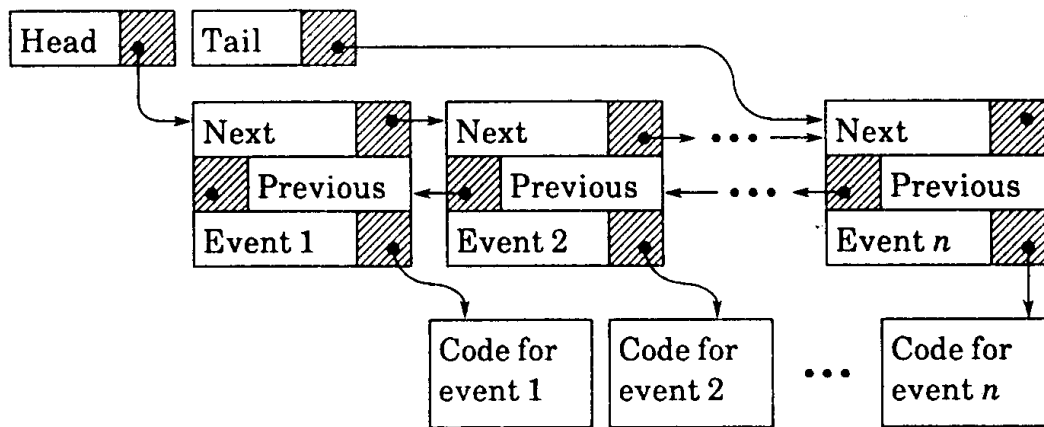 Head Tail
Next Next ••• Next
Previous Previous ••• Previous
Event 1 Event 2 Event n
Code for Code for Code for
event 1 event 2 ••• event n